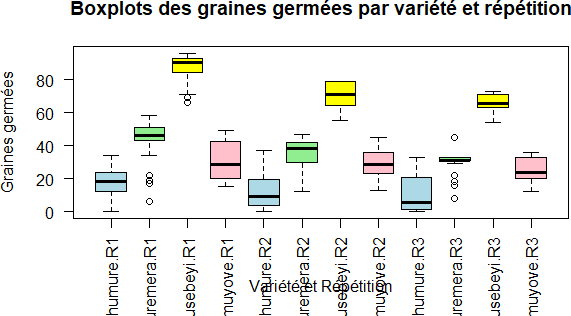 Boxplots des graines germées par variété et répétition
Graines germées
80
60
40
20
0
humure.R1
uremera.R1
usebeyi.R1
muyove.R1
humure.R2
uremera.R2
usebeyi.R2
muyove.R2
humure.R3
uremera.R3
usebeyi.R3
muyove.R3
Variété et Répétition